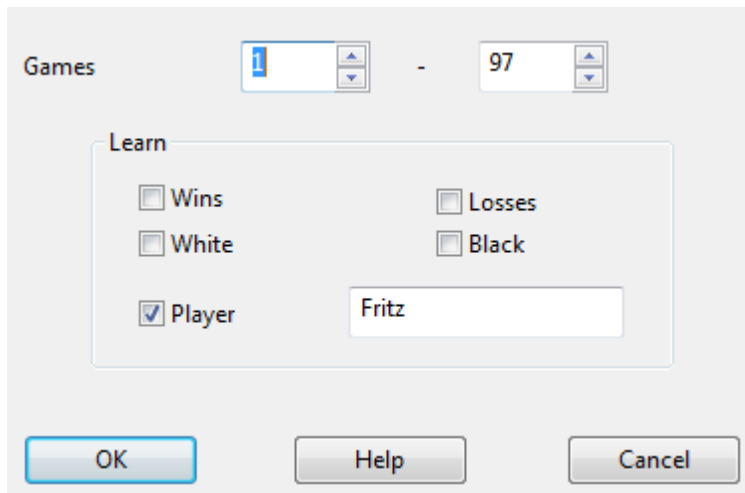 Games 1 - 97
Learn
Wins Losses
White Black
Player Fritz
OK Help Cancel